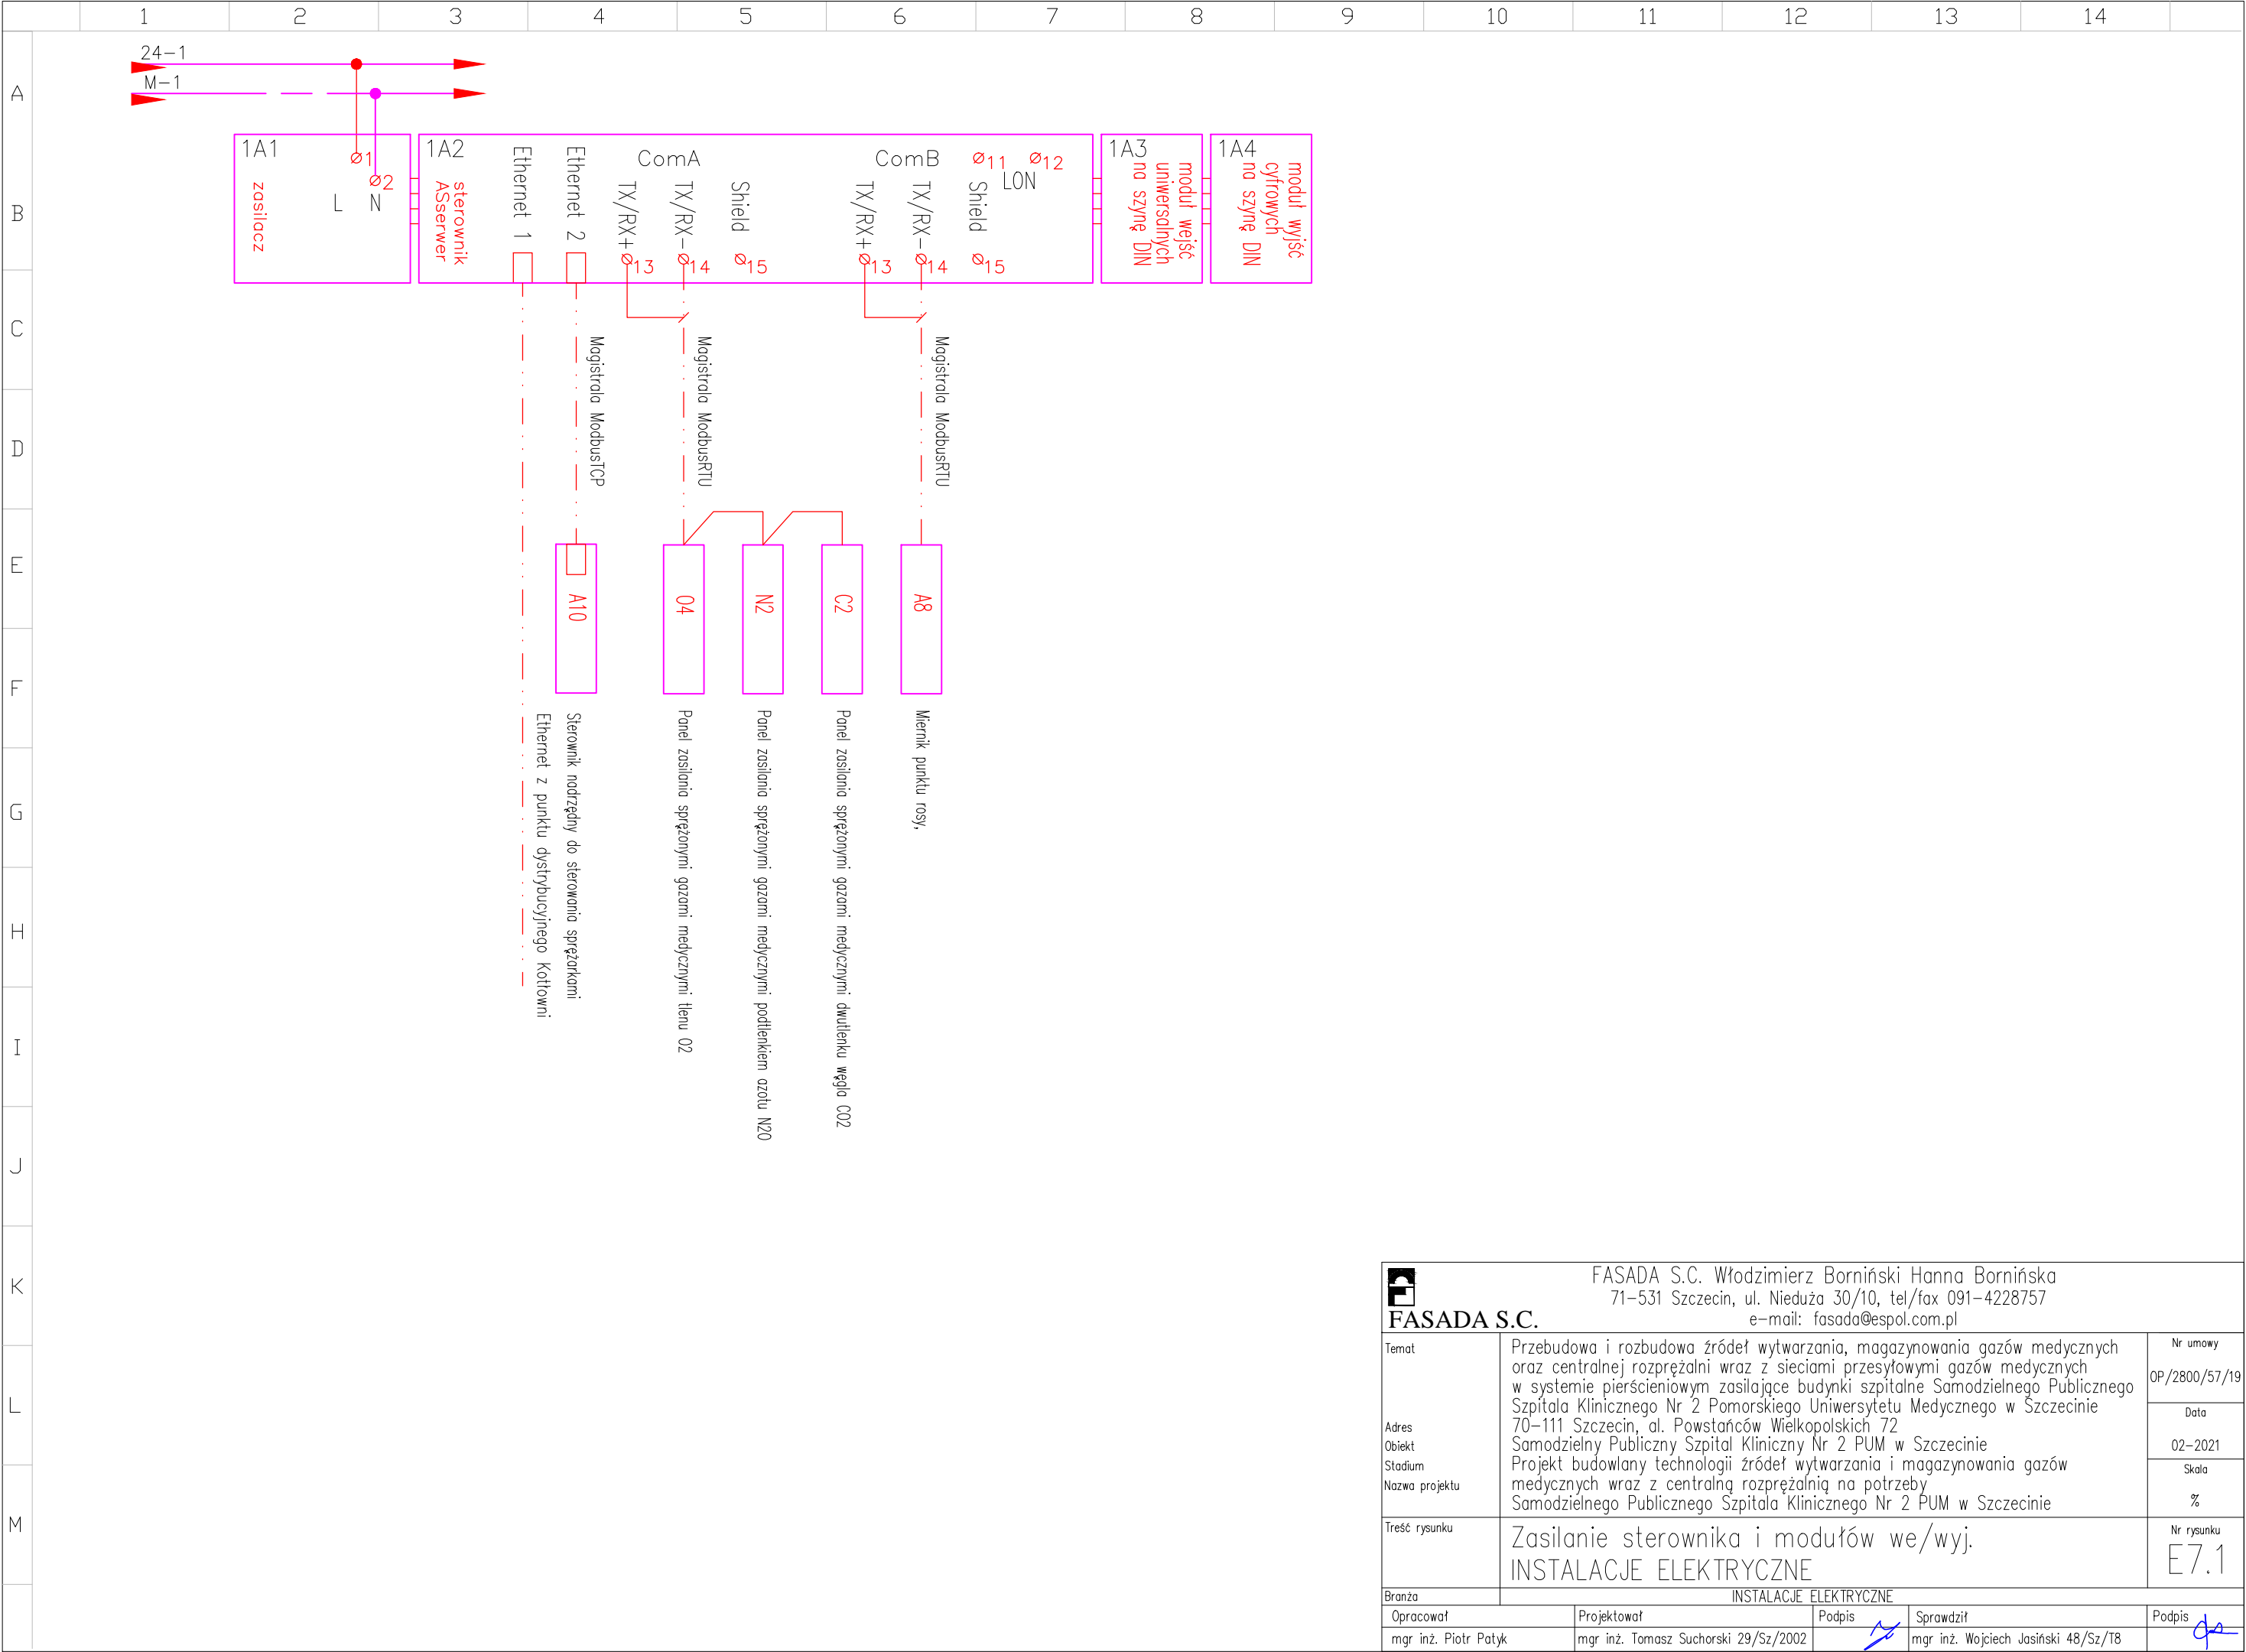 1 2 3 4 5 6 7 8 9 10 11 12 13 14
A
B
C
D
E
F
G
H
I
J
K
L
M
24-1
M-1
1A1
zasilacz
1
2
L N
1A2
sterownik
ASserwer
Ethernet 1
Ethernet 2
ComA
TX/RX+
TX/RX-
Shield
13
14
15
ComB
TX/RX+
TX/RX-
Shield
13
14
15
11
12
LON
1A3
moduł wejść
uniwersalnych
na szynę DIN
1A4
moduł wyjść
cyfrowych
na szynę DIN
Magistrala ModbusTCP
Magistrala ModbusRTU
Magistrala ModbusRTU
A10
O4
N2
C2
A8
Ethernet z punktu dystrybucyjnego Kotłowni
Sterownik nadrzędny do sterowania sprężarkami
Panel zasilania sprężonymi gazami medycznymi tlenu O2
Panel zasilania sprężonymi gazami medycznymi podtlenkiem azotu N2O
Panel zasilania sprężonymi gazami medycznymi dwutlenku węgla CO2
Miernik punktu rosy,
FASADA S.C.
FASADA S.C. Włodzimierz Borniński Hanna Bornińska
71-531 Szczecin, ul. Nieduża 30/10, tel/fax 091-4228757
e-mail: fasada@espol.com.pl
Temat
Przebudowa i rozbudowa źródeł wytwarzania, magazynowania gazów medycznych
oraz centralnej rozprężalni wraz z sieciami przesyłowymi gazów medycznych
w systemie pierścieniowym zasilające budynki szpitalne Samodzielnego Publicznego
Szpitala Klinicznego Nr 2 Pomorskiego Uniwersytetu Medycznego w Szczecinie
Adres
70-111 Szczecin, al. Powstańców Wielkopolskich 72
Obiekt
Samodzielny Publiczny Szpital Kliniczny Nr 2 PUM w Szczecinie
Stadium
Projekt budowlany technologii źródeł wytwarzania i magazynowania gazów
Nazwa projektu
medycznych wraz z centralną rozprężalnią na potrzeby
Samodzielnego Publicznego Szpitala Klinicznego Nr 2 PUM w Szczecinie
Nr umowy
OP/2800/57/19
Data
02-2021
Skala
%
Treść rysunku
Zasilanie sterownika i modułów we/wyj.
INSTALACJE ELEKTRYCZNE
Nr rysunku
E7.1
Branża
INSTALACJE ELEKTRYCZNE
Opracował
mgr inż. Piotr Patyk
Projektował
mgr inż. Tomasz Suchorski 29/Sz/2002
Podpis
Sprawdził
mgr inż. Wojciech Jasiński 48/Sz/T8
Podpis